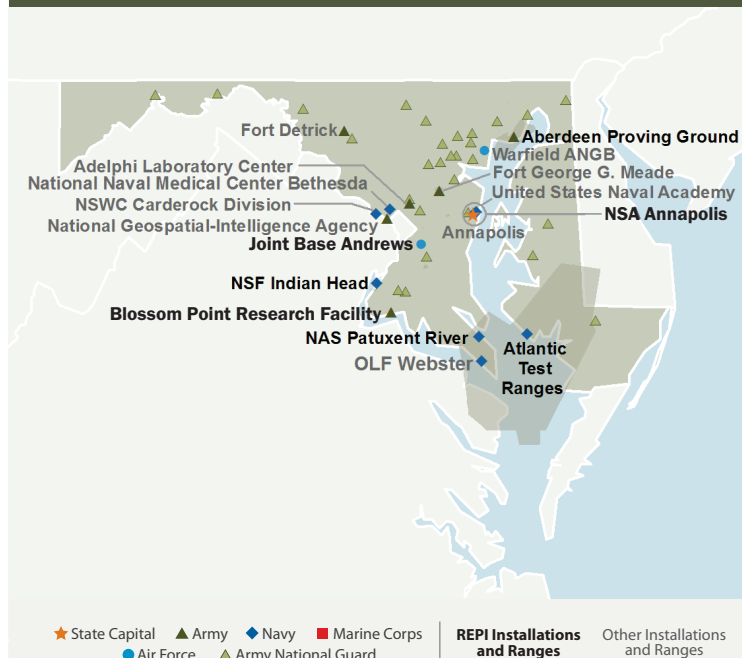 Fort Detrick
Aberdeen Proving Ground
Warfield ANGB
Adelphi Laboratory Center
Fort George G. Meade
National Naval Medical Center Bethesda
United States Naval Academy
NSWC Carderock Division
NSA Annapolis
National Geospatial-Intelligence Agency
Annapolis
Joint Base Andrews
NSF Indian Head
Blossom Point Research Facility
NAS Patuxent River
Atlantic
Test
Ranges
OLF Webster
State Capital Army Navy Marine Corps
Air Force Army National Guard
REPI Installations
and Ranges
Other Installations
and Ranges